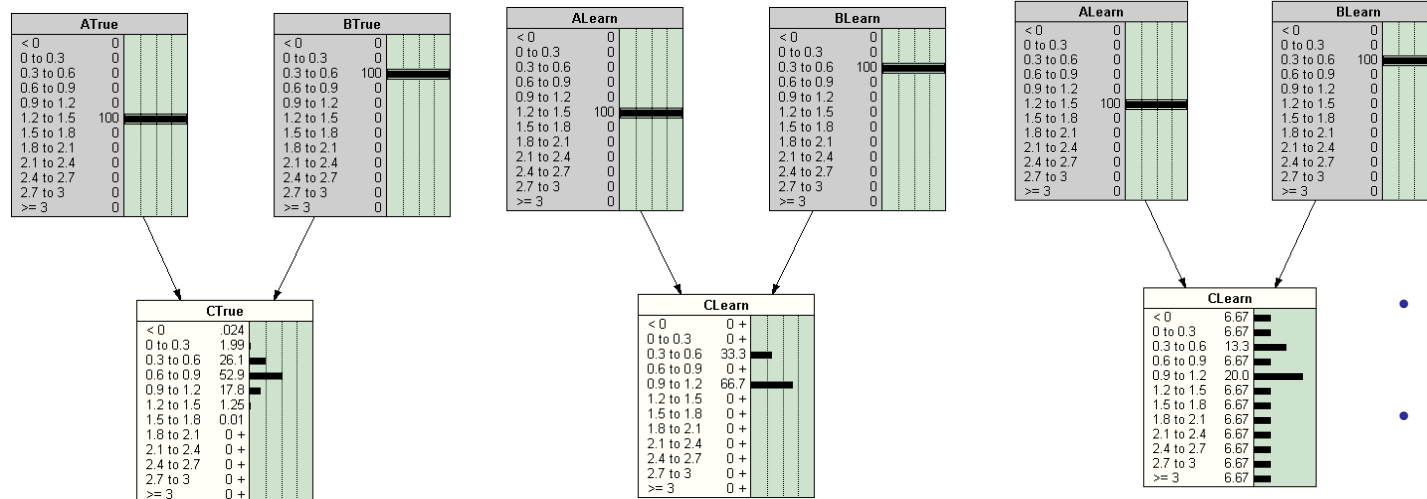 ATrue
< 0 0
0 to 0.3 0
0.3 to 0.6 0
0.6 to 0.9 0
0.9 to 1.2 0
1.2 to 1.5 100
1.5 to 1.8 0
1.8 to 2.1 0
2.1 to 2.4 0
2.4 to 2.7 0
2.7 to 3 0
>= 3 0
BTrue
< 0 0
0 to 0.3 0
0.3 to 0.6 100
0.6 to 0.9 0
0.9 to 1.2 0
1.2 to 1.5 0
1.5 to 1.8 0
1.8 to 2.1 0
2.1 to 2.4 0
2.4 to 2.7 0
2.7 to 3 0
>= 3 0
CTrue
< 0 .024
0 to 0.3 1.99
0.3 to 0.6 26.1
0.6 to 0.9 52.9
0.9 to 1.2 17.8
1.2 to 1.5 1.25
1.5 to 1.8 0.01
1.8 to 2.1 0 +
2.1 to 2.4 0 +
2.4 to 2.7 0 +
2.7 to 3 0 +
>= 3 0 +
ALearn
< 0 0
0 to 0.3 0
0.3 to 0.6 0
0.6 to 0.9 0
0.9 to 1.2 0
1.2 to 1.5 100
1.5 to 1.8 0
1.8 to 2.1 0
2.1 to 2.4 0
2.4 to 2.7 0
2.7 to 3 0
>= 3 0
BLearn
< 0 0
0 to 0.3 0
0.3 to 0.6 100
0.6 to 0.9 0
0.9 to 1.2 0
1.2 to 1.5 0
1.5 to 1.8 0
1.8 to 2.1 0
2.1 to 2.4 0
2.4 to 2.7 0
2.7 to 3 0
>= 3 0
CLearn
< 0 0 +
0 to 0.3 0 +
0.3 to 0.6 33.3
0.6 to 0.9 0 +
0.9 to 1.2 66.7
1.2 to 1.5 0 +
1.5 to 1.8 0 +
1.8 to 2.1 0 +
2.1 to 2.4 0 +
2.4 to 2.7 0 +
2.7 to 3 0 +
>= 3 0 +
ALearn
< 0 0
0 to 0.3 0
0.3 to 0.6 0
0.6 to 0.9 0
0.9 to 1.2 0
1.2 to 1.5 100
1.5 to 1.8 0
1.8 to 2.1 0
2.1 to 2.4 0
2.4 to 2.7 0
2.7 to 3 0
>= 3 0
BLearn
< 0 0
0 to 0.3 0
0.3 to 0.6 100
0.6 to 0.9 0
0.9 to 1.2 0
1.2 to 1.5 0
1.5 to 1.8 0
1.8 to 2.1 0
2.1 to 2.4 0
2.4 to 2.7 0
2.7 to 3 0
>= 3 0
CLearn
< 0 6.67
0 to 0.3 6.67
0.3 to 0.6 13.3
0.6 to 0.9 6.67
0.9 to 1.2 20.0
1.2 to 1.5 6.67
1.5 to 1.8 6.67
1.8 to 2.1 6.67
2.1 to 2.4 6.67
2.4 to 2.7 6.67
2.7 to 3 6.67
>= 3 6.67